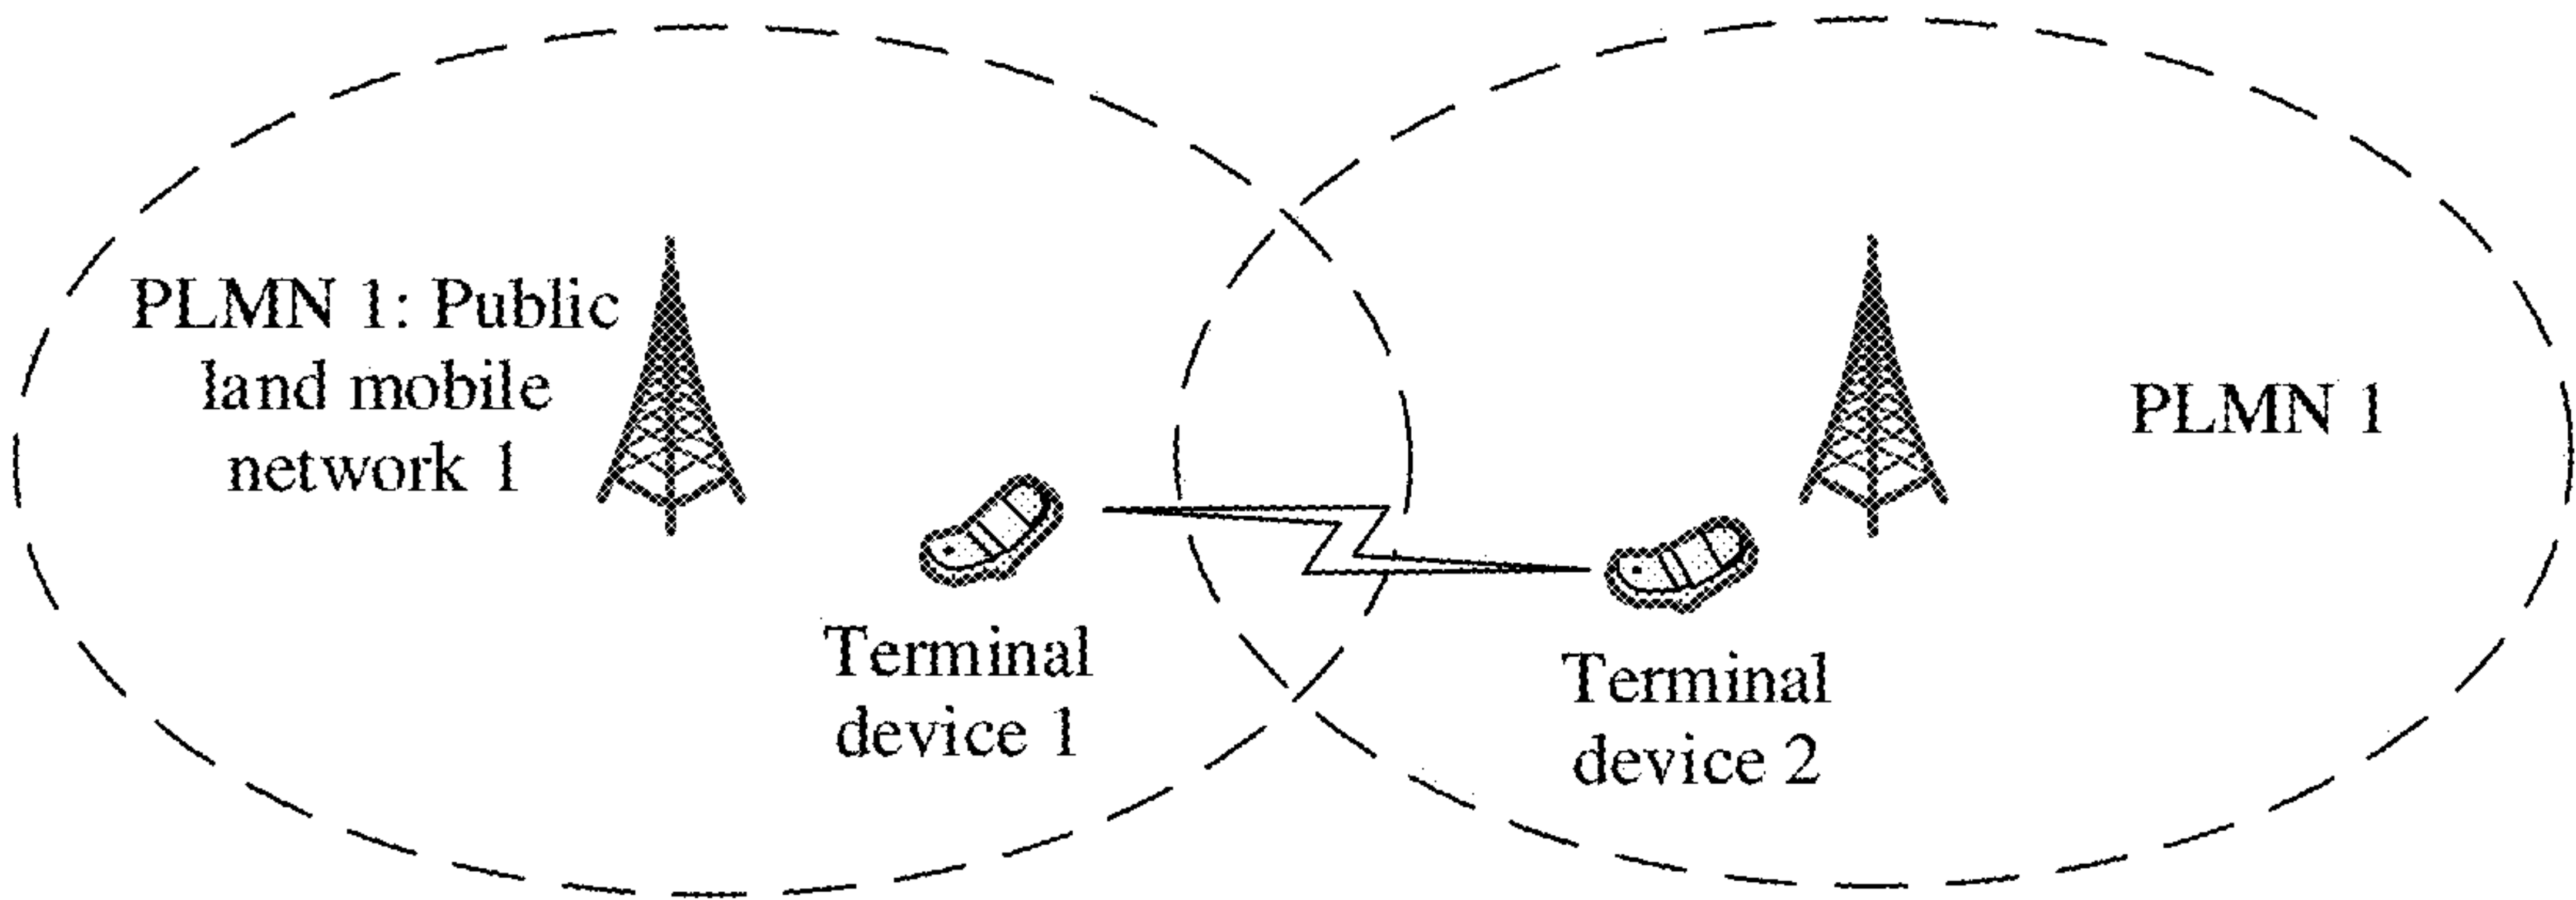 PLMN 1: Public
land mobile
network 1
PLMN 1
Terminal
device 1
Terminal
device 2